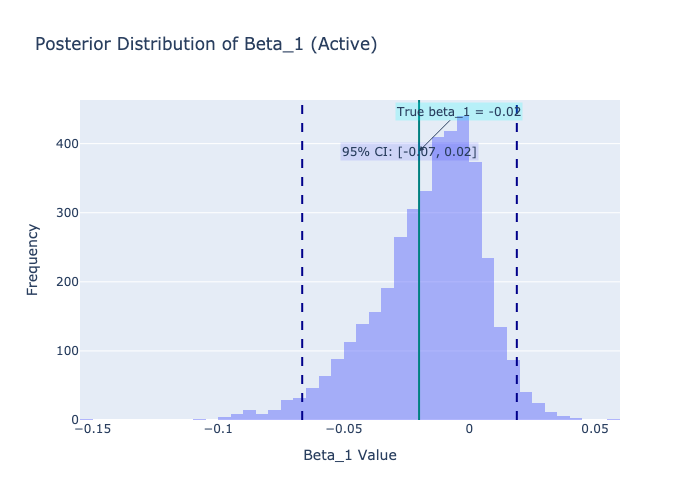 Posterior Distribution of Beta_1 (Active)
True beta_1 = -0.02
95% CI: [-0.07, 0.02]
400
300
200
100
0
Frequency
−0.15
−0.1
−0.05
0
0.05
Beta_1 Value